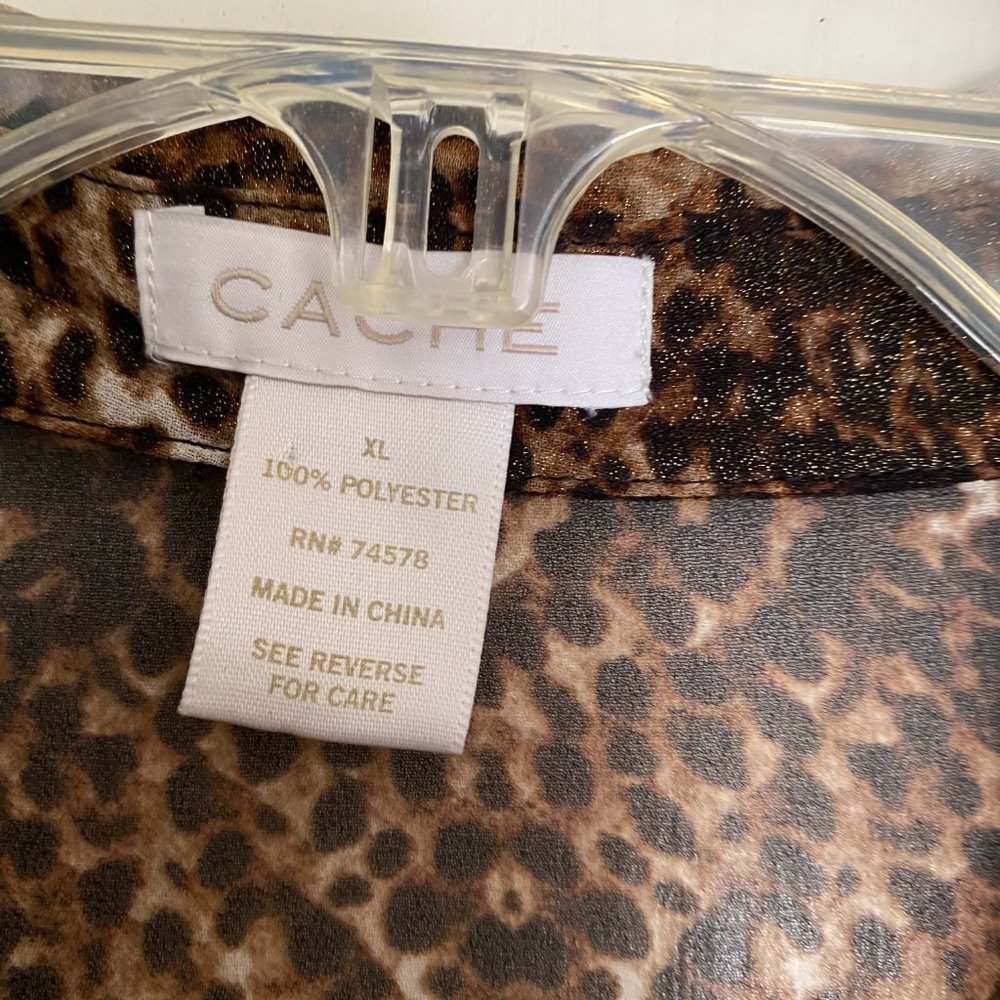 CACHE
XL
100% POLYESTER
RN# 74578
MADE IN CHINA
SEE REVERSE
FOR CARE